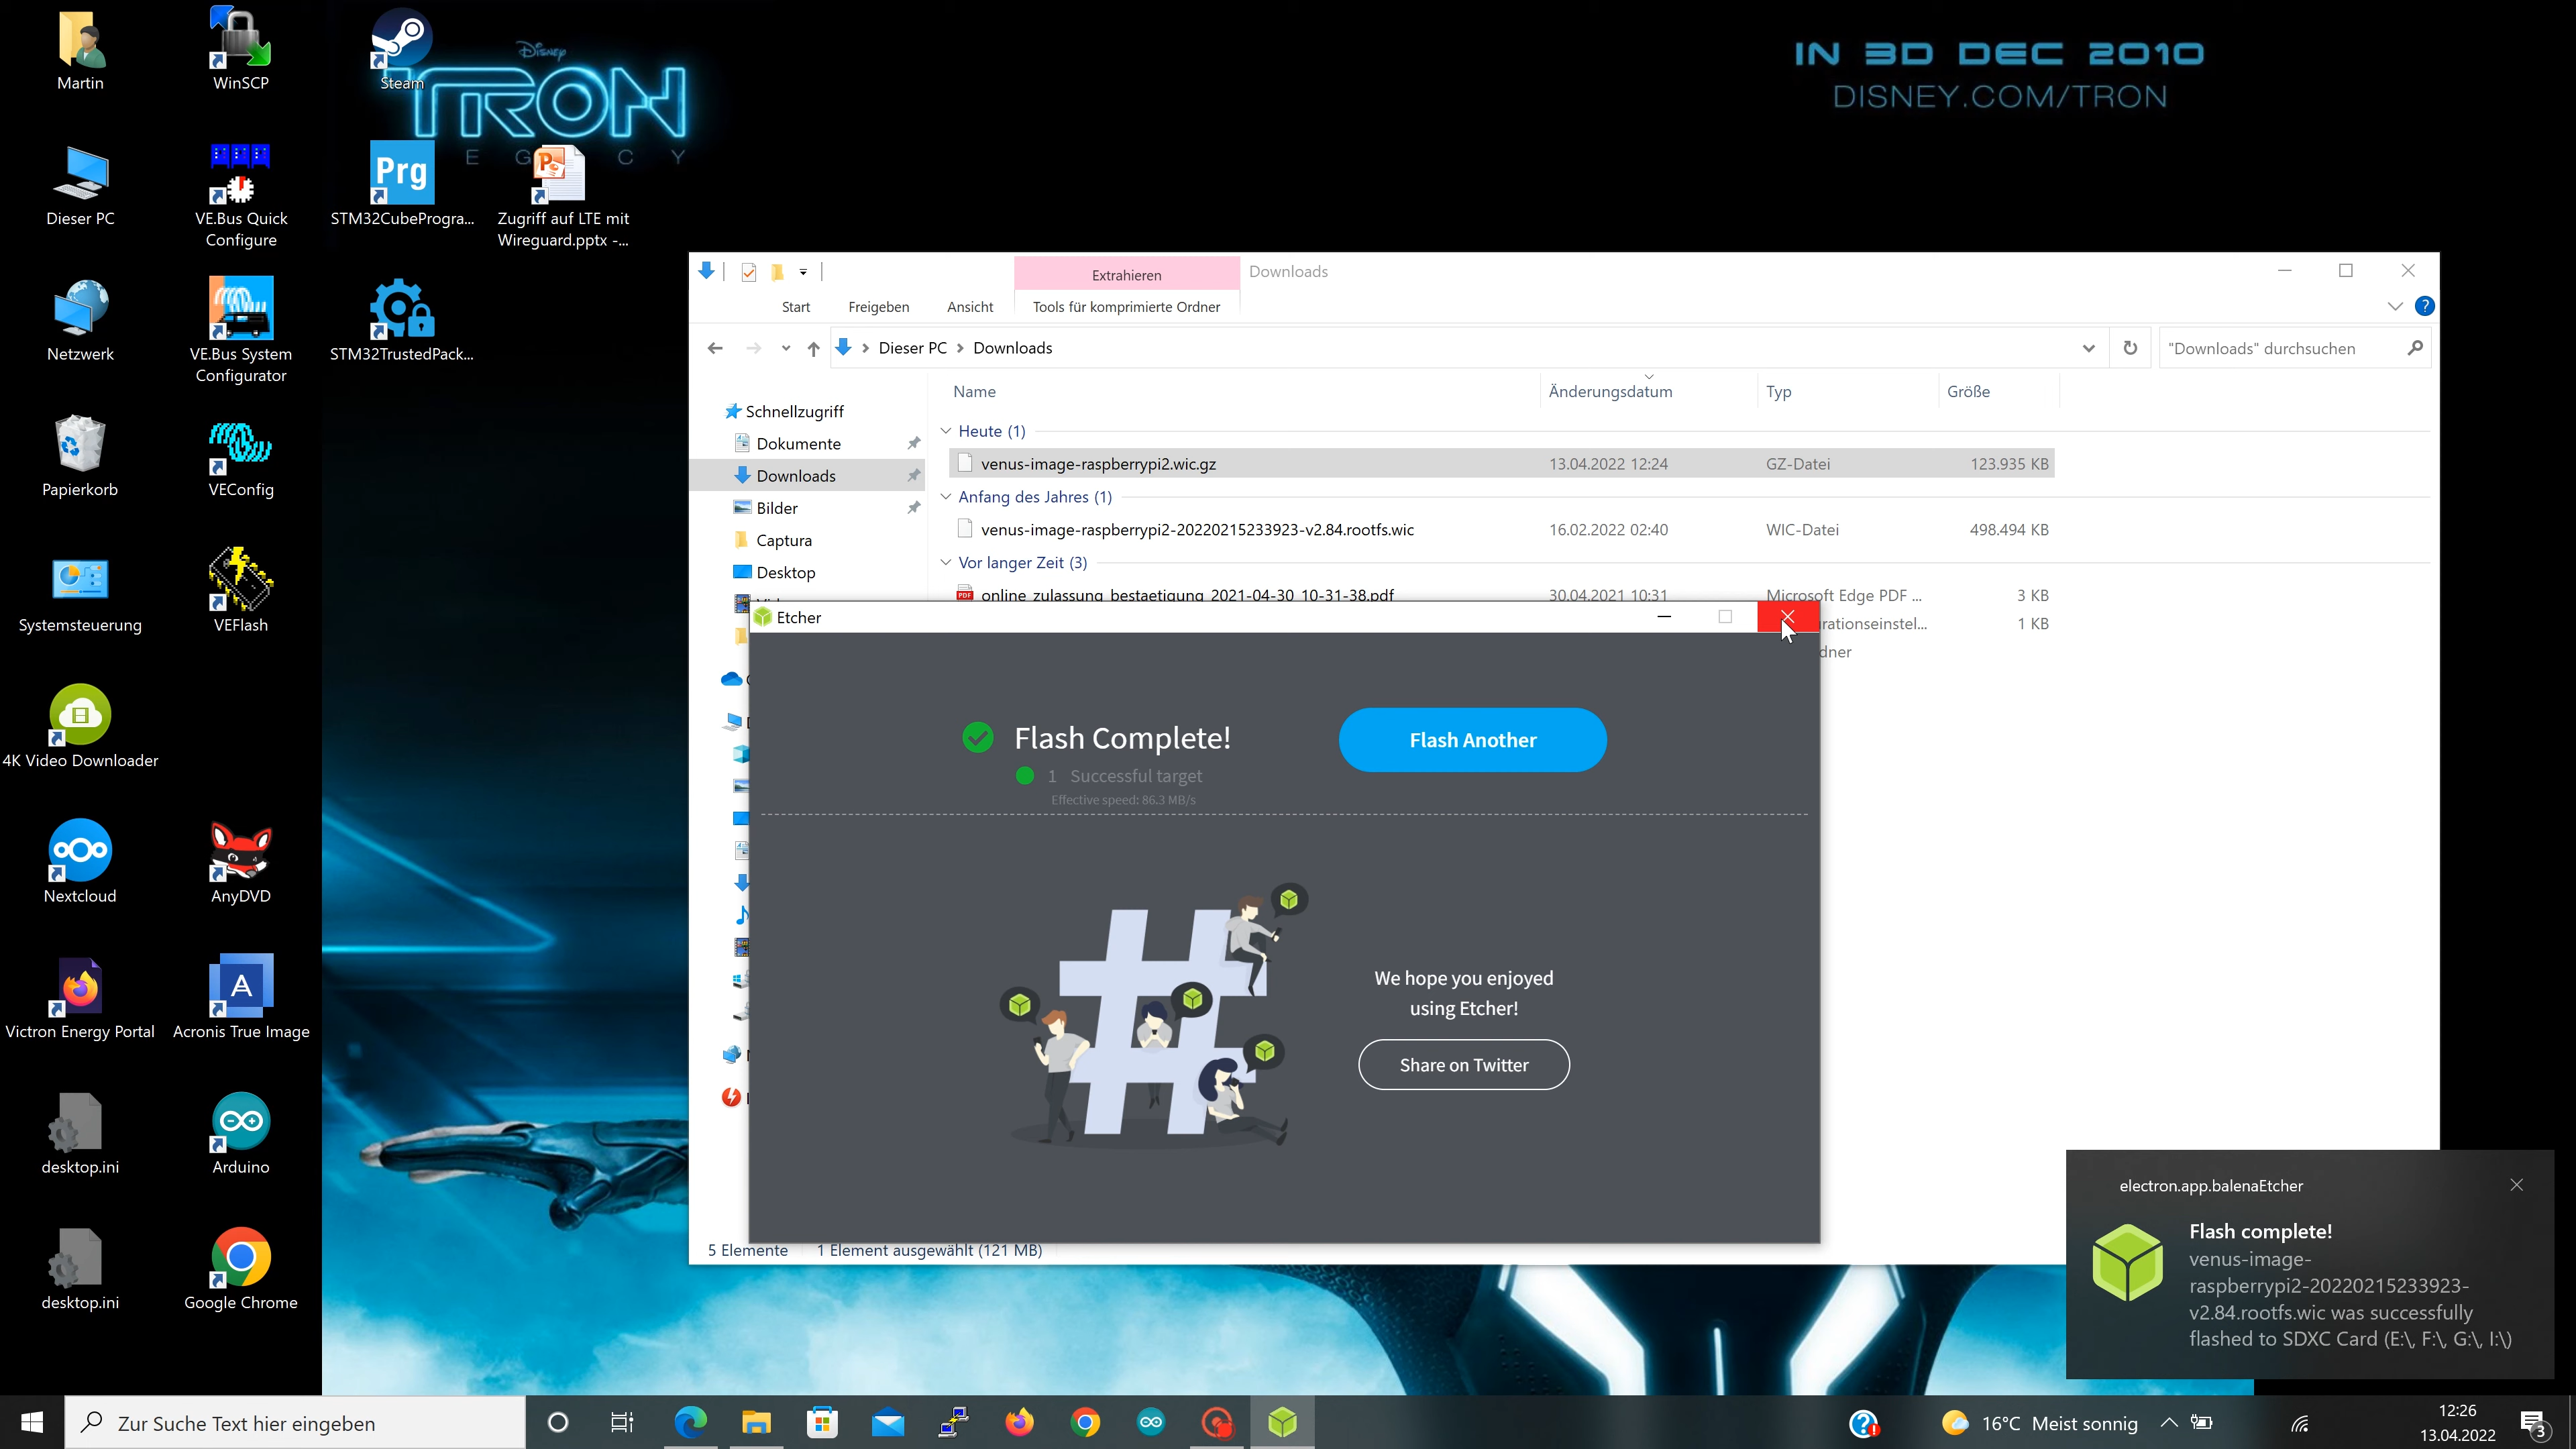 Martin
WinSCP
Steam
Disney
TRON
LEGACY
IN 3D DEC 2010
DISNEY.COM/TRON
Dieser PC
VE.Bus Quick
Configure
Prg
STM32CubeProgra...
Zugriff auf LTE mit
Wireguard.pptx -...
Netzwerk
VE.Bus System
Configurator
STM32TrustedPack...
Papierkorb
VEConfig
Systemsteuerung
VEFlash
4K Video Downloader
Nextcloud
AnyDVD
Victron Energy Portal
Acronis True Image
desktop.ini
Arduino
desktop.ini
Google Chrome
Extrahieren
Downloads
Start
Freigeben
Ansicht
Tools für komprimierte Ordner
Dieser PC > Downloads
"Downloads" durchsuchen
Name
Änderungsdatum
Typ
Größe
Schnellzugriff
Dokumente
Downloads
Bilder
Captura
Desktop
Heute (1)
venus-image-raspberrypi2.wic.gz 13.04.2022 12:24 GZ-Datei 123.935 KB
Anfang des Jahres (1)
venus-image-raspberrypi2-20220215233923-v2.84.rootfs.wic 16.02.2022 02:40 WIC-Datei 498.494 KB
Vor langer Zeit (3)
online_zulassung_bestaetigung_2021-04-30_10-31-38.pdf 30.04.2021 10:31 Microsoft Edge PDF ... 3 KB
rationseinstel... 1 KB
dner
Etcher
Flash Complete!
1 Successful target
Effective speed: 86.3 MB/s
Flash Another
We hope you enjoyed
using Etcher!
Share on Twitter
5 Elemente
1 Element ausgewählt (121 MB)
electron.app.balenaEtcher
Flash complete!
venus-image-
raspberrypi2-20220215233923-
v2.84.rootfs.wic was successfully
flashed to SDXC Card (E:\, F:\, G:\, I:\)
Zur Suche Text hier eingeben
16°C Meist sonnig
12:26
13.04.2022
3